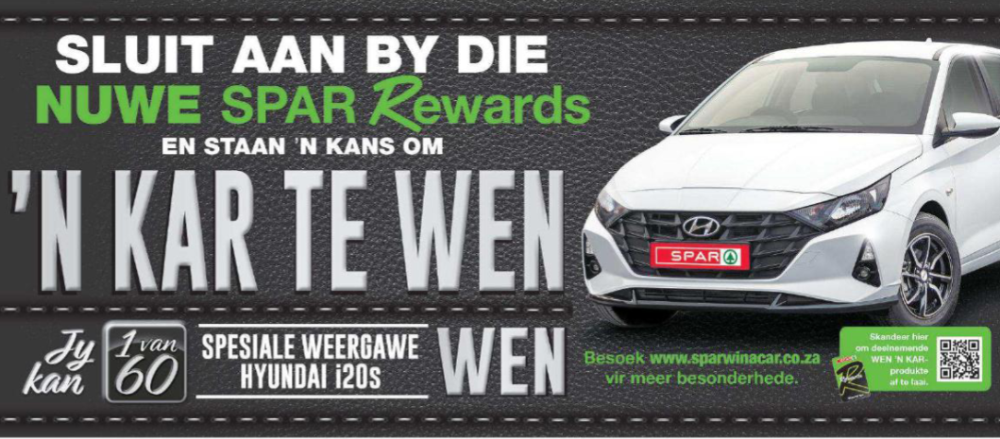 SLUIT AAN BY DIE
NUWE SPAR Rewards
EN STAAN 'N KANS OM
'N KAR TE WEN
Jy kan 1 van 60
SPESIALE WEERGAWE
HYUNDAI i20s
WEN
SPAR
Besoek www.sparwinacar.co.za
vir meer besonderhede.
Skandeer hier
om deelnemende
WEN 'N KAR-
produkte
af te laai.